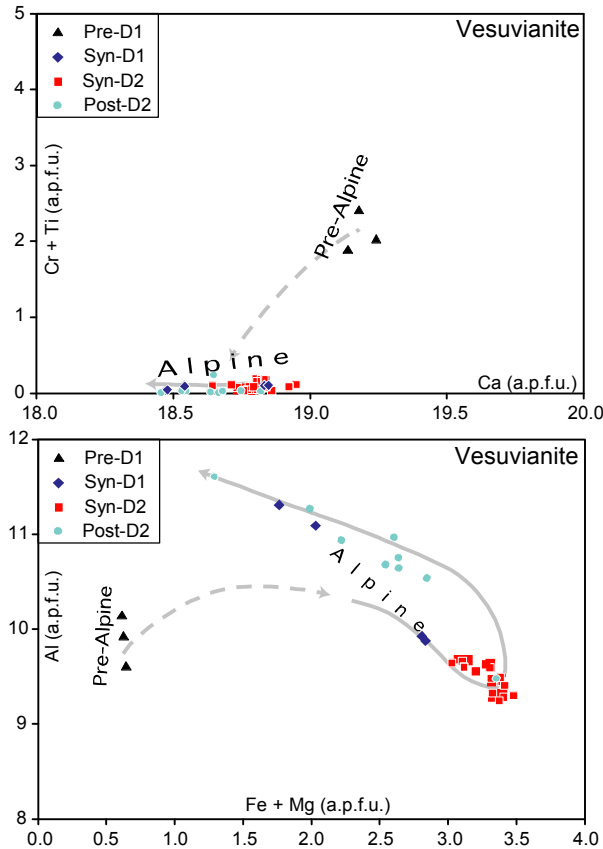 Vesuvianite
Pre-D1
Syn-D1
Syn-D2
Post-D2
5
4
3
2
1
0
Cr + Ti (a.p.f.u.)
Pre-Alpine
Alpine
Ca (a.p.f.u.)
18.0 18.5 19.0 19.5 20.0
Vesuvianite
Pre-D1
Syn-D1
Syn-D2
Post-D2
12
11
10
9
8
Al (a.p.f.u.)
Pre-Alpine
Alpine
Fe + Mg (a.p.f.u.)
0.0 0.5 1.0 1.5 2.0 2.5 3.0 3.5 4.0